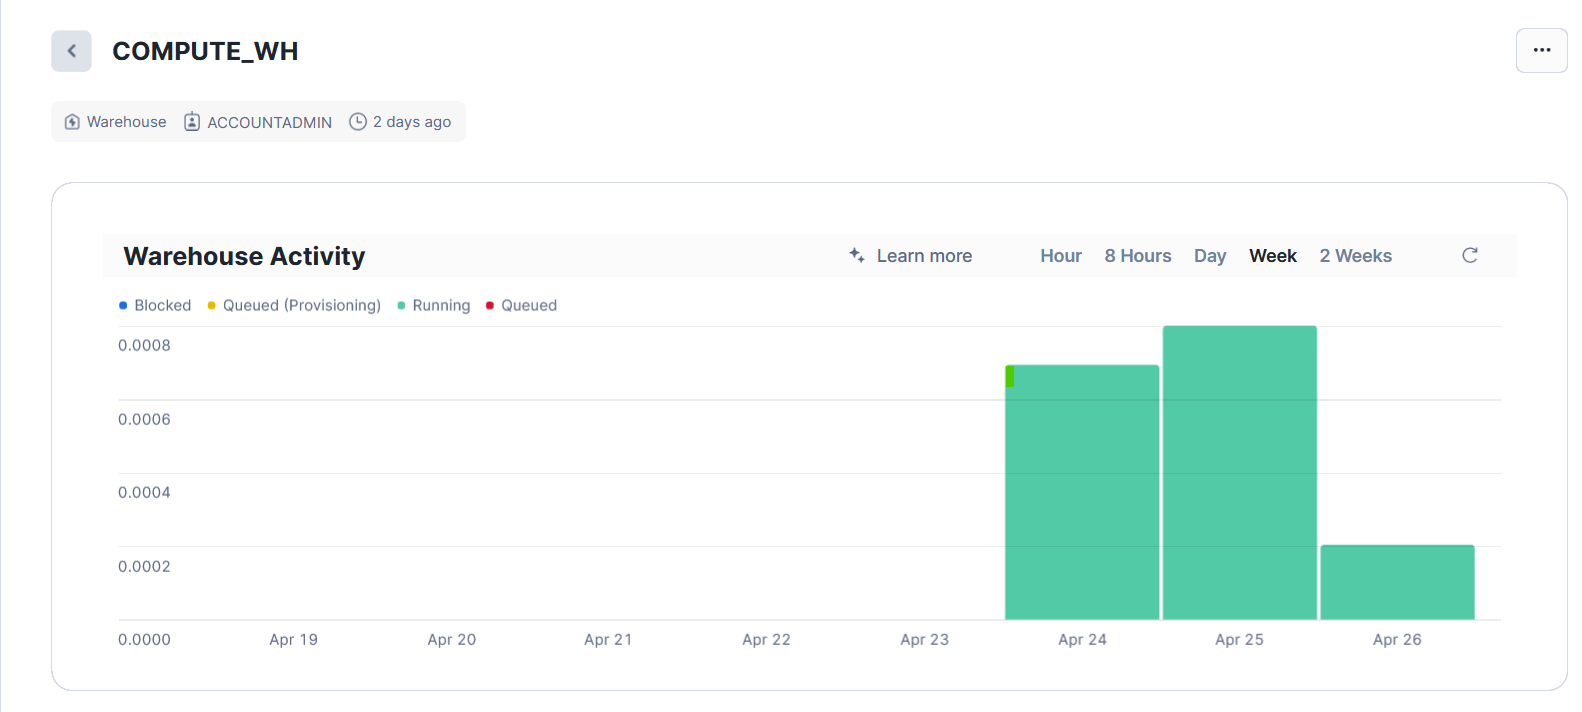 COMPUTE_WH
Warehouse ACCOUNTADMIN 2 days ago
Warehouse Activity Learn more Hour 8 Hours Day Week 2 Weeks
Blocked Queued (Provisioning) Running Queued
0.0008
0.0006
0.0004
0.0002
0.0000 Apr 19 Apr 20 Apr 21 Apr 22 Apr 23 Apr 24 Apr 25 Apr 26